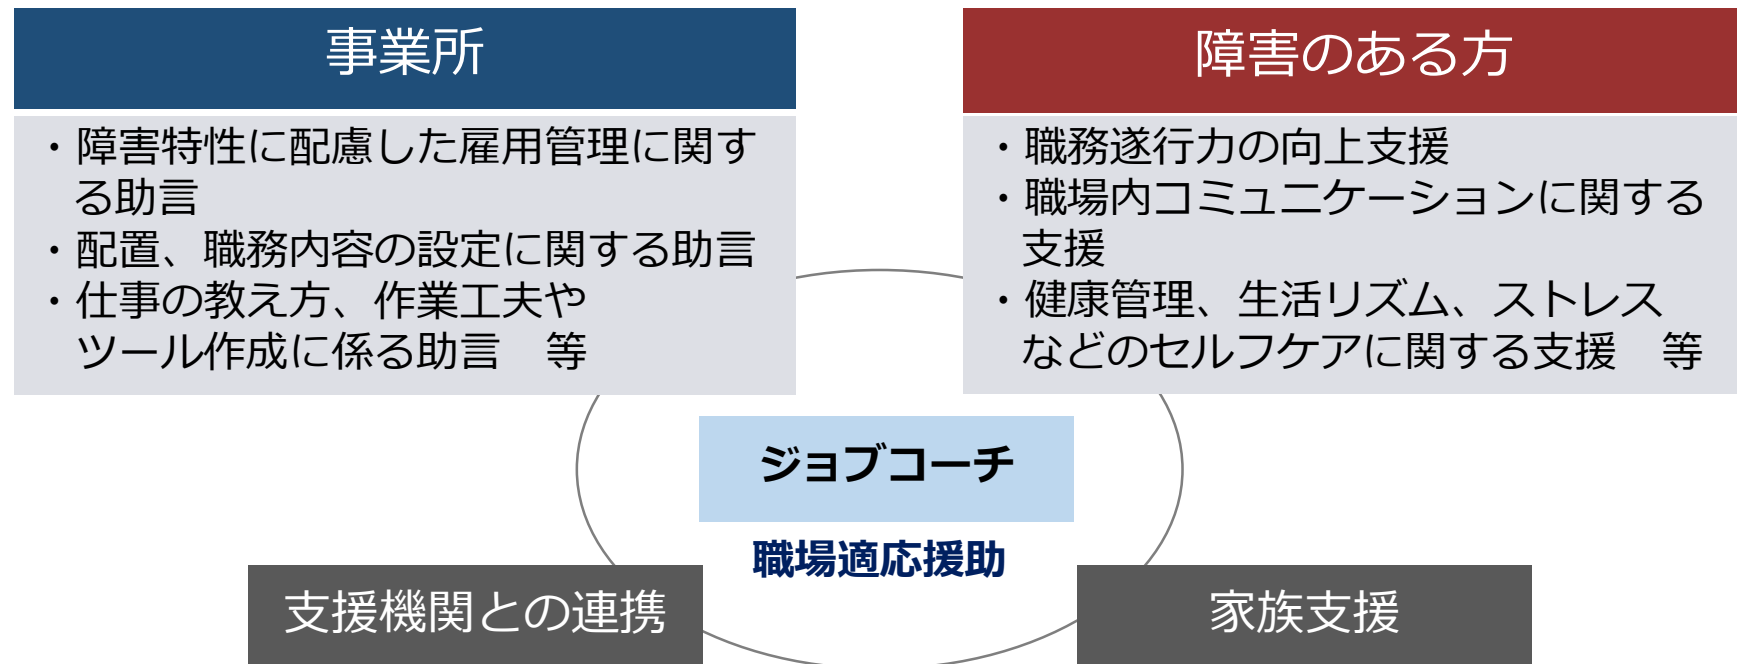 事業所
・障害特性に配慮した雇用管理に関す
る助言
・配置、職務内容の設定に関する助言
・仕事の教え方、作業工夫や
ツール作成に係る助言　等
障害のある方
・職務遂行力の向上支援
・職場内コミュニケーションに関する
支援
・健康管理、生活リズム、ストレス
などのセルフケアに関する支援　等
ジョブコーチ
職場適応援助
支援機関との連携
家族支援